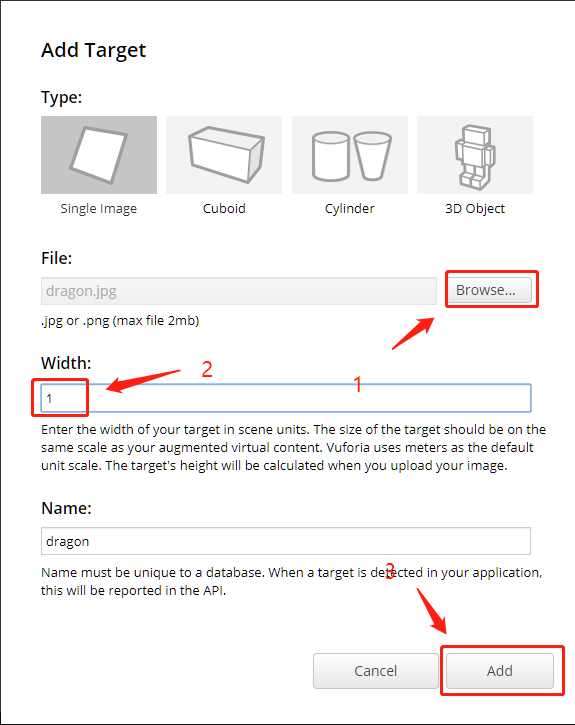 Add Target
Type:
Single Image
Cuboid
Cylinder
3D Object
File:
dragon.jpg
Browse...
.jpg or .png (max file 2mb)
1
Width:
2
1
Enter the width of your target in scene units. The size of the target should be on the
same scale as your augmented virtual content. Vuforia uses meters as the default
unit scale. The target's height will be calculated when you upload your image.
Name:
dragon
3
Name must be unique to a database. When a target is detected in your application,
this will be reported in the API.
Cancel
Add